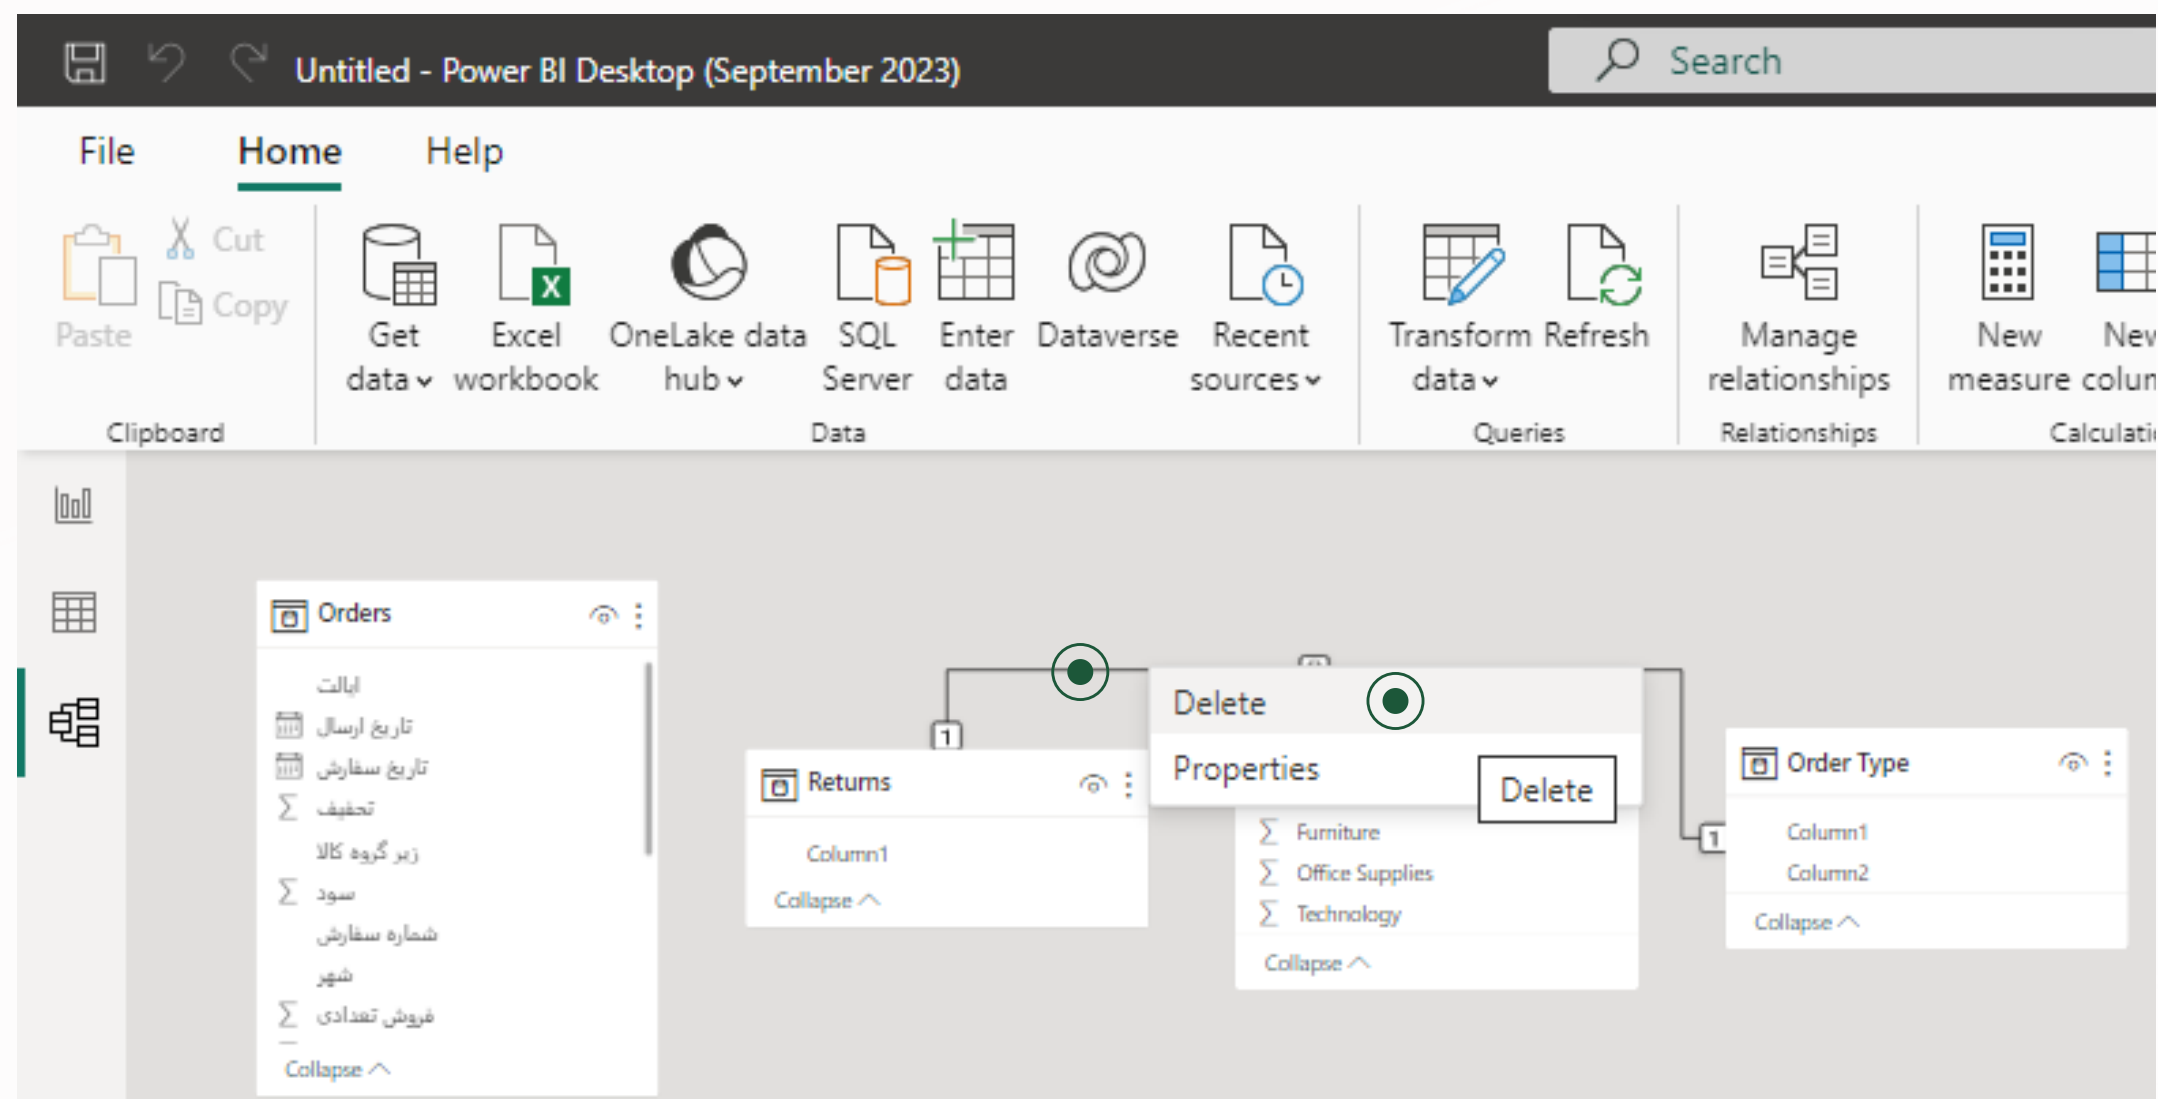 Untitled - Power BI Desktop (September 2023)
Search
File Home Help
Paste
Cut
Copy
Clipboard
Get data
Excel workbook
OneLake data hub
SQL Server
Enter data
Dataverse
Recent sources
Data
Transform data
Refresh
Queries
Manage relationships
Relationships
New measure
New
Orders
ایالت
تاریخ ارسال
تاریخ سفارش
تخفیف
زیر گروه کالا
سود
شماره سفارش
شهر
فروش تعدادی
Collapse
1
Returns
Column1
Collapse
Delete
Properties
Delete
Furniture
Office Supplies
Technology
Collapse
1
Order Type
Column1
Column2
Collapse